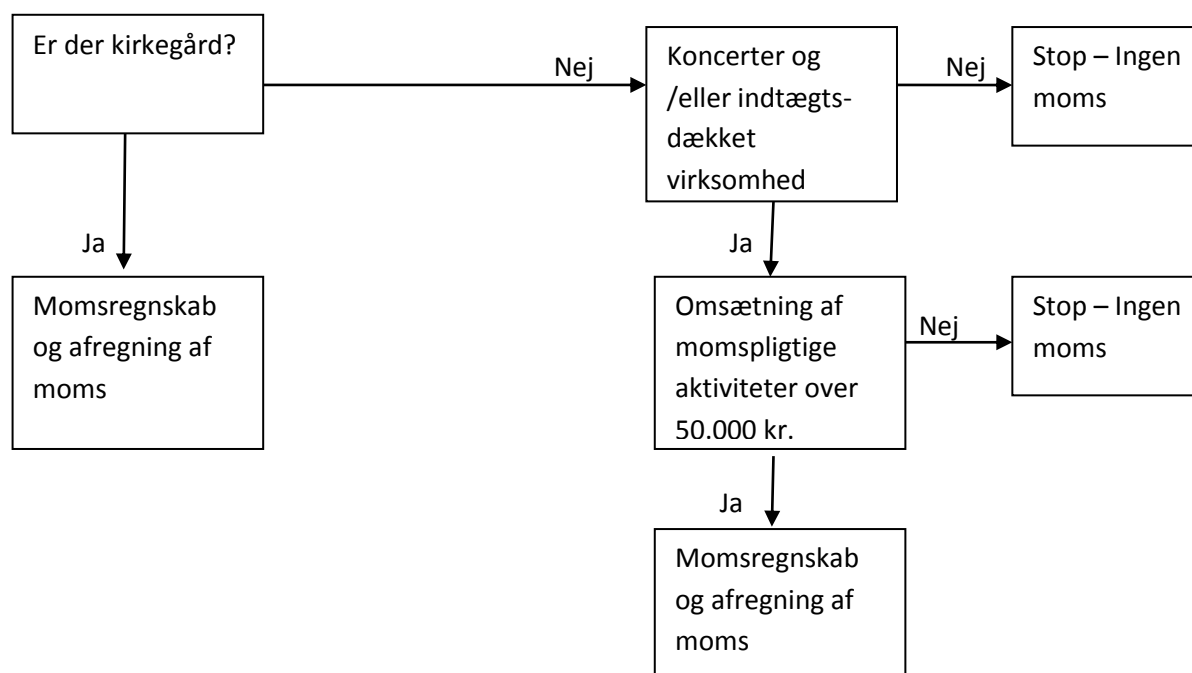 Er der kirkegård?
Nej
Koncerter og
/eller indtægts-
dækket
virksomhed
Nej
Stop – Ingen
moms
Ja
Momsregnskab
og afregning af
moms
Ja
Omsætning af
momspligtige
aktiviteter over
50.000 kr.
Nej
Stop – Ingen
moms
Ja
Momsregnskab
og afregning af
moms